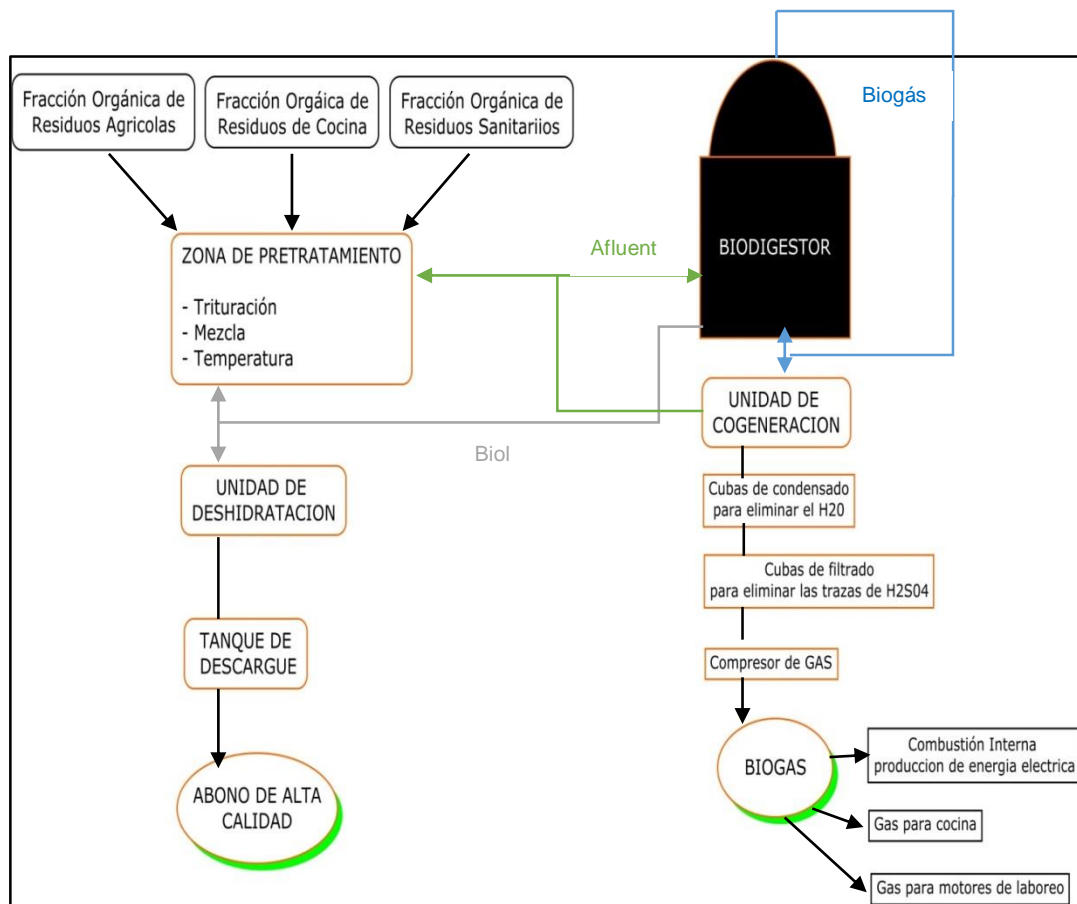 Fracción Orgánica de
Residuos Agricolas
Fracción Orgáica de
Residuos de Cocina
Fracción Orgánica de
Residuos Sanitariios
Biogás
ZONA DE PRETRATAMIENTO
- Trituración
- Mezcla
- Temperatura
Afluent
BIODIGESTOR
Biol
UNIDAD DE
COGENERACION
UNIDAD DE
DESHIDRATACION
Cubas de condensado
para eliminar el H20
Cubas de filtrado
para eliminar las trazas de H2S04
TANQUE DE
DESCARGUE
Compresor de GAS
ABONO DE ALTA
CALIDAD
BIOGAS
Combustión Interna
produccion de energia electrica
Gas para cocina
Gas para motores de laboreo